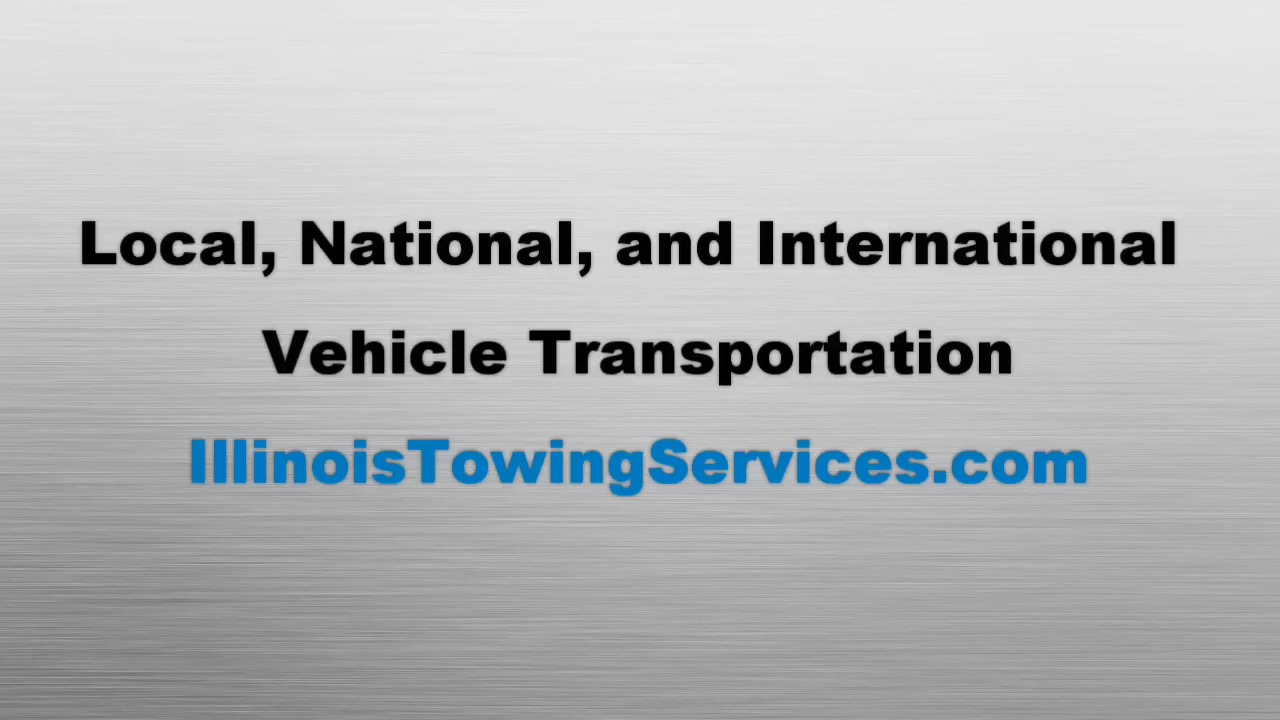 Local, National, and International
Vehicle Transportation
IllinoisTowingServices.com